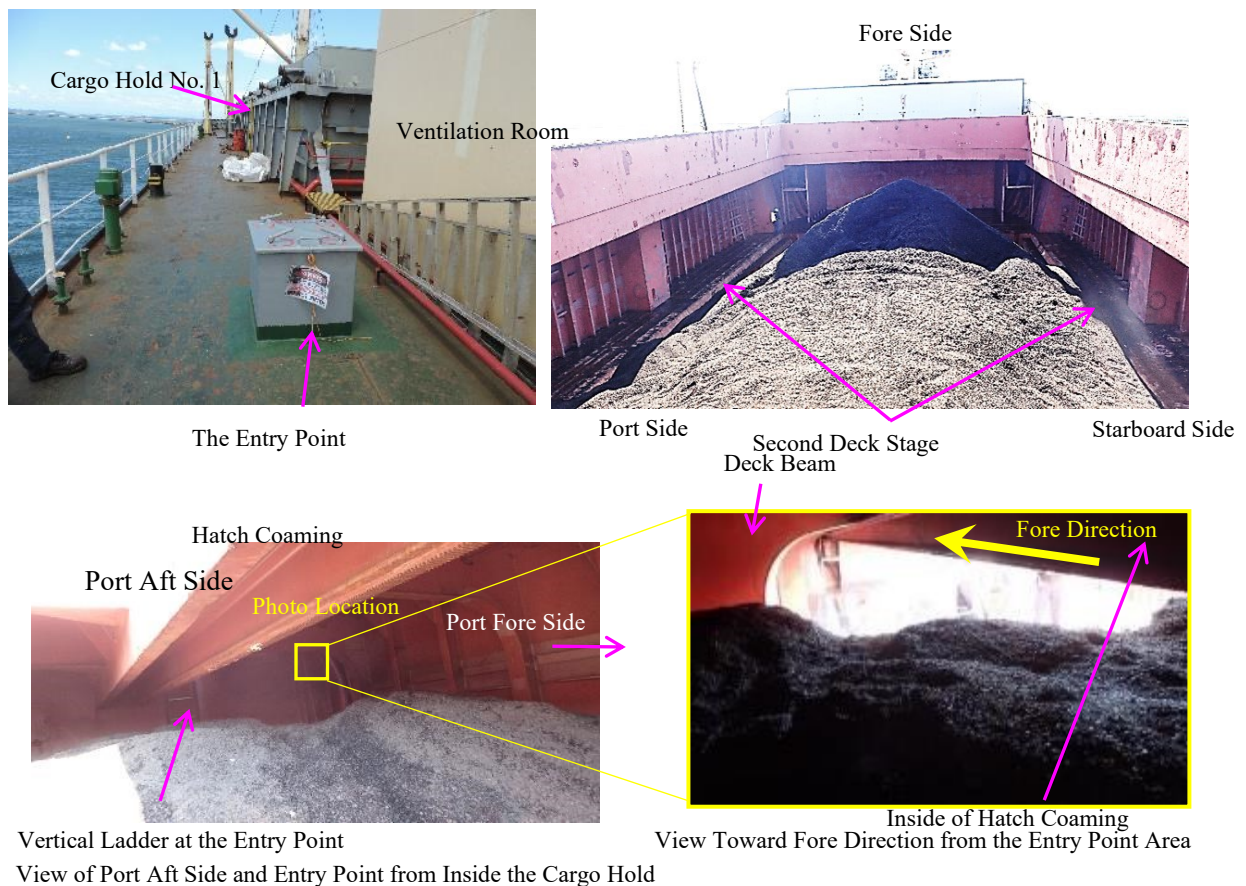 Fore Side
Cargo Hold No. 1
Ventilation Room
The Entry Point
Port Side
Second Deck Stage
Starboard Side
Deck Beam
Hatch Coaming
Port Aft Side
Photo Location
Port Fore Side
Fore Direction
Vertical Ladder at the Entry Point
Inside of Hatch Coaming
View Toward Fore Direction from the Entry Point Area
View of Port Aft Side and Entry Point from Inside the Cargo Hold